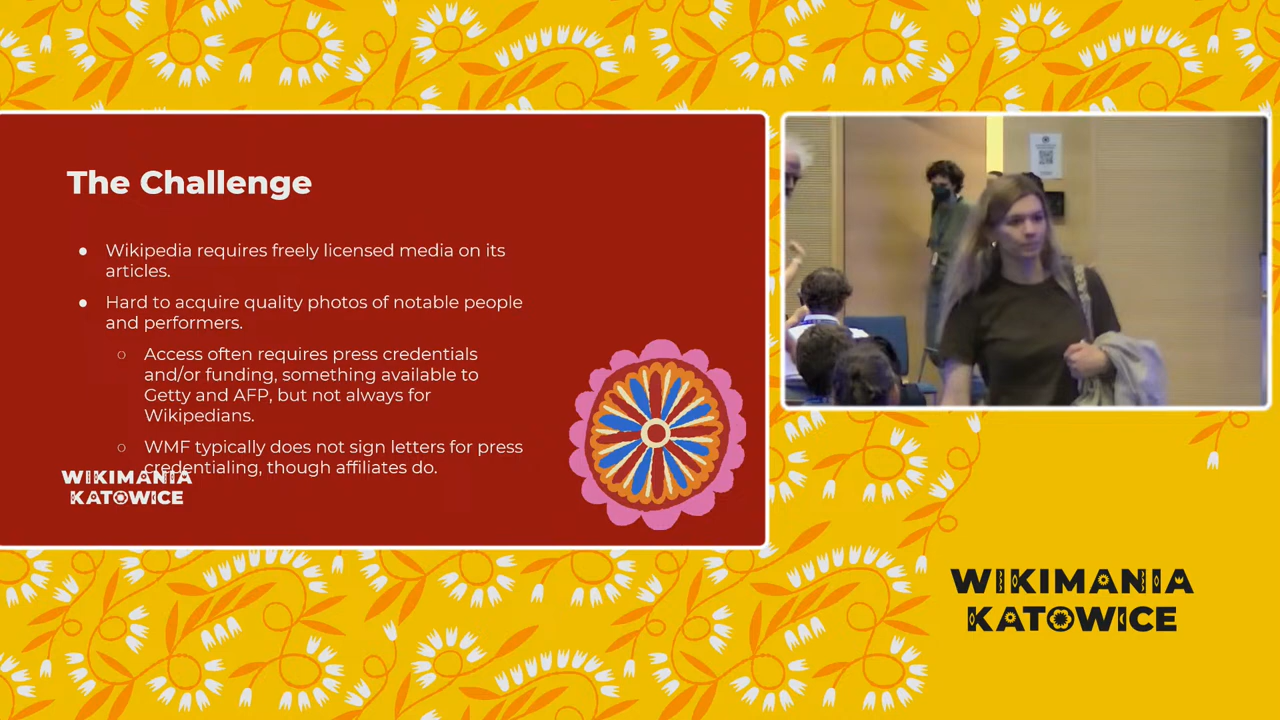 The Challenge
● Wikipedia requires freely licensed media on its
articles.
● Hard to acquire quality photos of notable people
and performers.
○ Access often requires press credentials
and/or funding, something available to
Getty and AFP, but not always for
Wikipedians.
○ WMF typically does not sign letters for press
credentialing, though affiliates do.
WIKIMANIA
KATOWICE
WIKIMANIA
KATOWICE